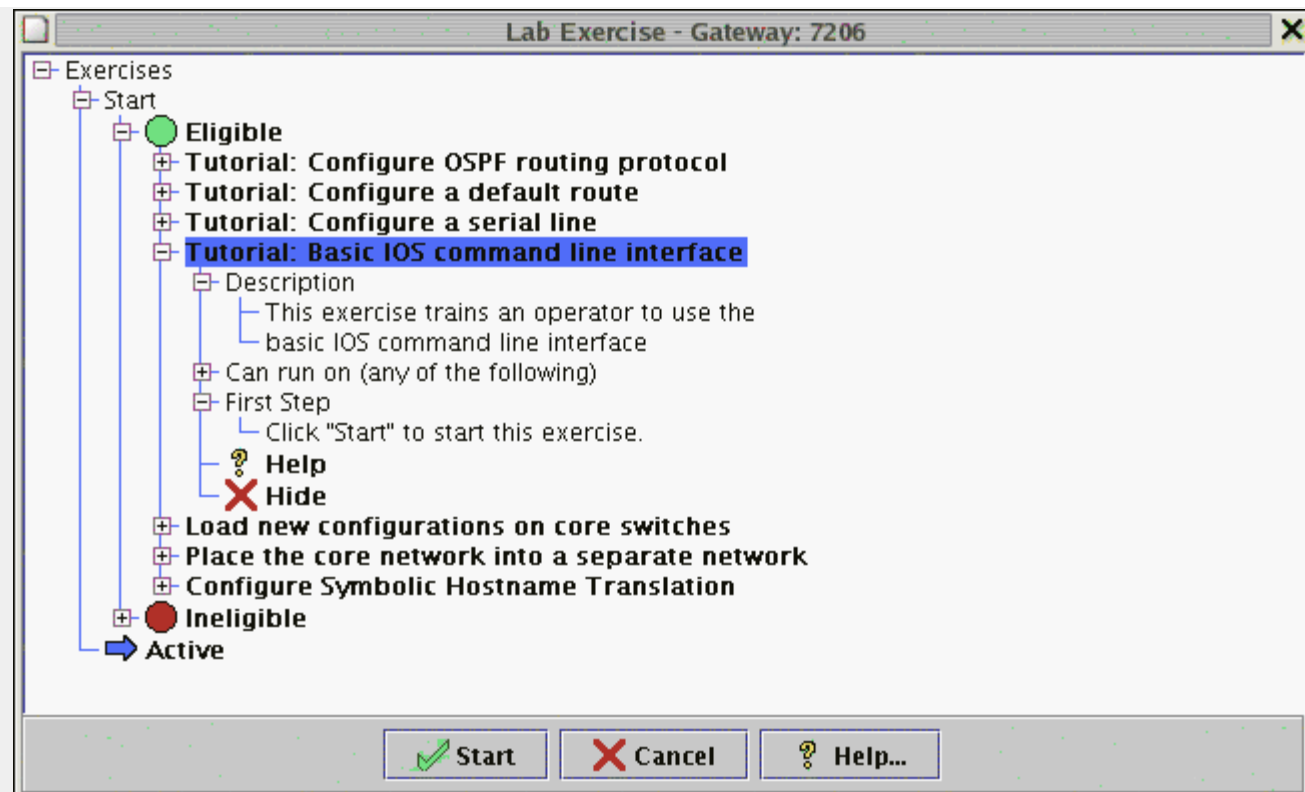 Lab Exercise - Gateway: 7206
Exercises
Start
Eligible
Tutorial: Configure OSPF routing protocol
Tutorial: Configure a default route
Tutorial: Configure a serial line
Tutorial: Basic IOS command line interface
Description
This exercise trains an operator to use the
basic IOS command line interface
Can run on (any of the following)
First Step
Click "Start" to start this exercise.
Help
Hide
Load new configurations on core switches
Place the core network into a separate network
Configure Symbolic Hostname Translation
Ineligible
Active
Start Cancel Help...